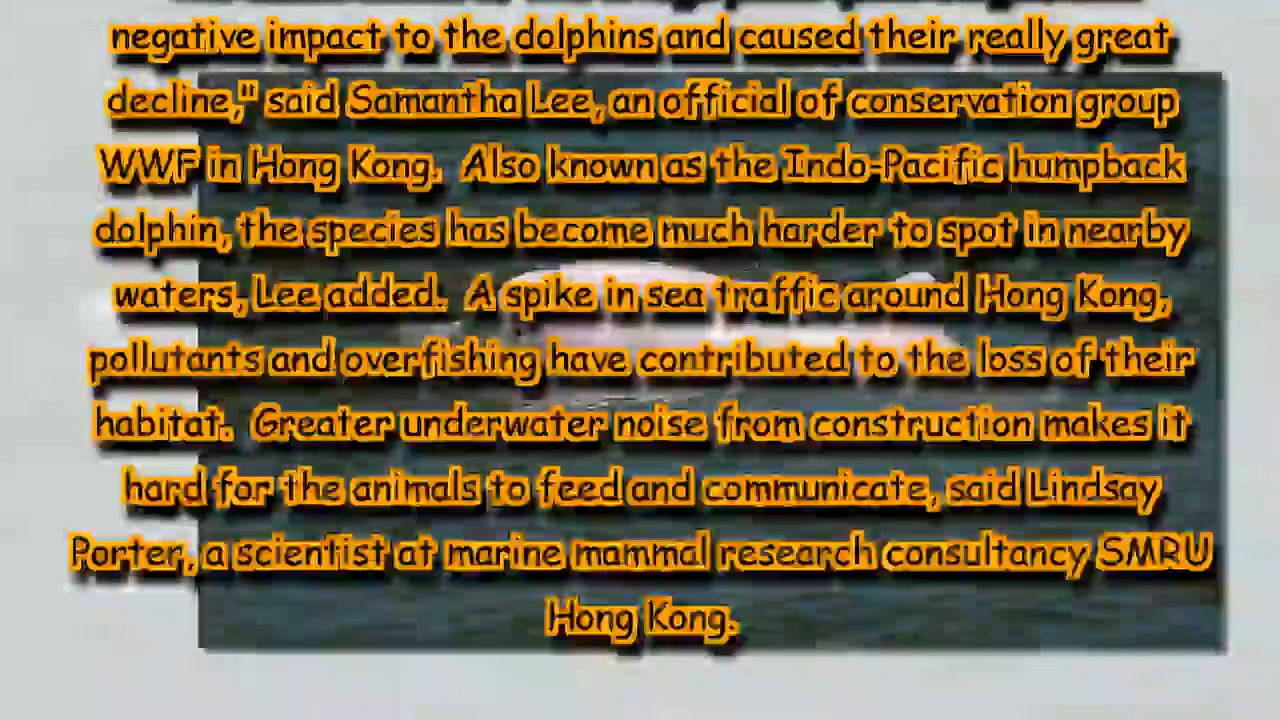 negative impact to the dolphins and caused their really great
decline," said Samantha Lee, an official of conservation group
WWF in Hong Kong.  Also known as the Indo-Pacific humpback
dolphin, the species has become much harder to spot in nearby
waters, Lee added.  A spike in sea traffic around Hong Kong,
pollutants and overfishing have contributed to the loss of their
habitat.  Greater underwater noise from construction makes it
hard for the animals to feed and communicate, said Lindsay
Porter, a scientist at marine mammal research consultancy SMRU
Hong Kong.